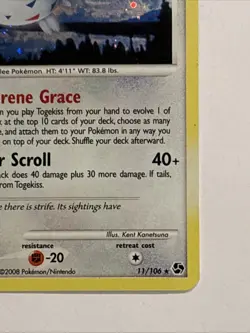 lee Pokémon. HT: 4'11" WT: 83.8 lbs.
rene Grace
you play Togekiss from your hand to evolve 1 of
at the top 10 cards of your deck, choose as many
e, and attach them to your Pokémon in any way you
on top of your deck. Shuffle your deck afterward.
r Scroll 40+
ack does 40 damage plus 30 more damage. If tails,
to Togekiss.
e there is strife. Its sightings have
Illus. Kent Kanetsuna
resistance retreat cost
-20
©2008 Pokémon/Nintendo 11/106 ★